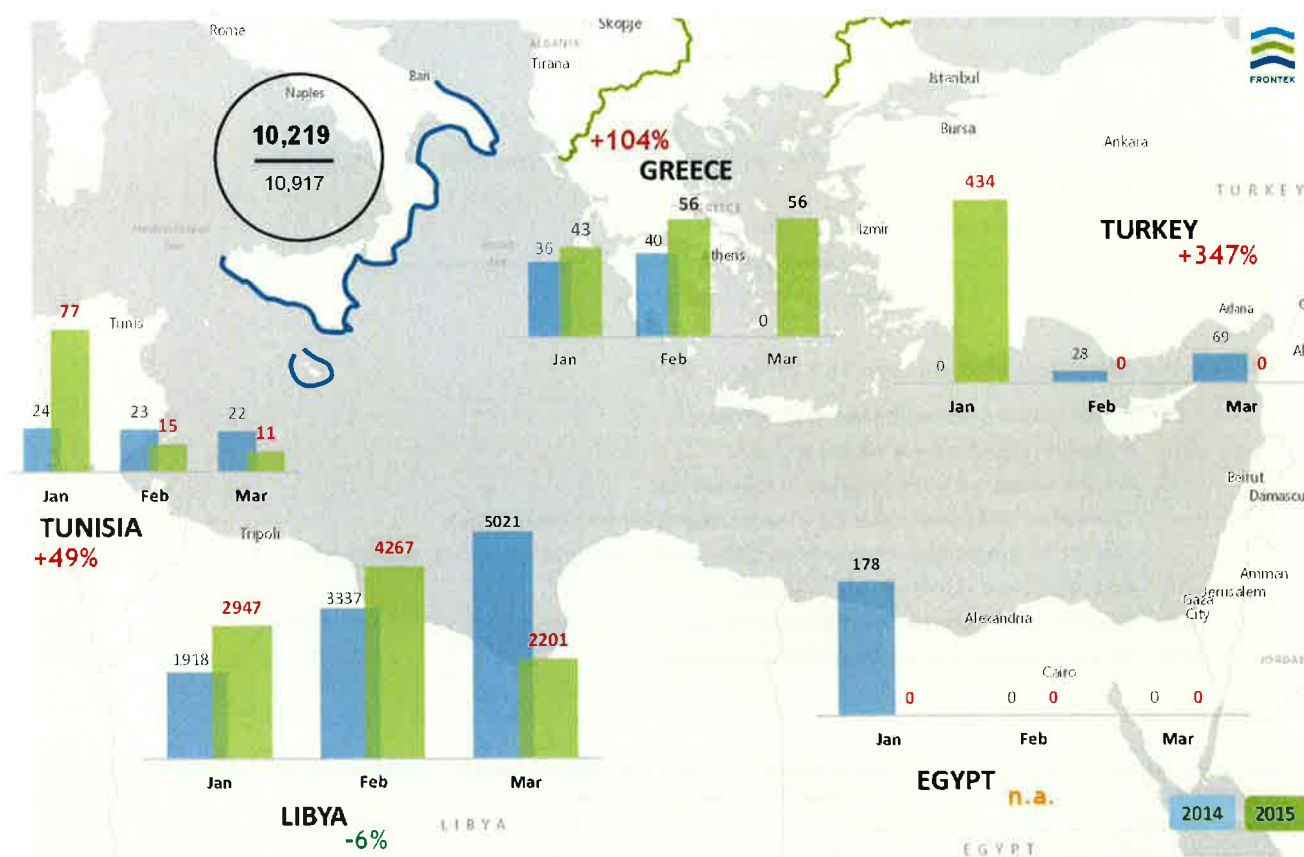 Rome
Skopje
ALBANIA
Tirana
Bari
Istanbul
FRONTEX
Naples
10,219
10,917
+104%
GREECE
Bursa
Ankara
TURKEY
434
TURKEY
+347%
56
56
43
36
40
0
GREECE
Athens
Izmir
Jan
Feb
Mar
Adana
0
28
0
69
0
Jan
Feb
Mar
77
Tunis
24
23
15
22
11
Jan
Feb
Mar
TUNISIA
+49%
Tripoli
Beirut
Damascu
5021
4267
3337
2947
1918
2201
Jan
Feb
Mar
LIBYA
-6%
LIBYA
178
Alexandria
Amman
Jerusalem
Gaza
City
JORDAN
Cairo
0
0
0
0
0
Jan
Feb
Mar
EGYPT
n.a.
EGYPT
2014
2015